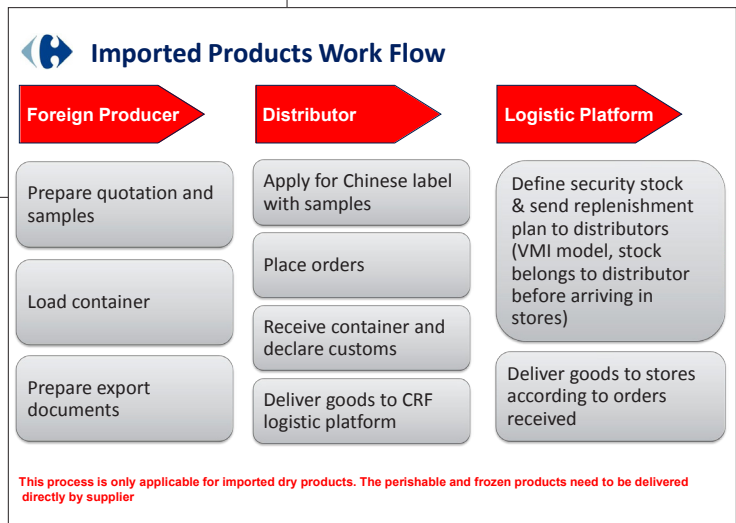 Imported Products Work Flow
Foreign Producer
Distributor
Logistic Platform
Prepare quotation and
samples
Load container
Prepare export
documents
Apply for Chinese label
with samples
Place orders
Receive container and
declare customs
Deliver goods to CRF
logistic platform
Define security stock
& send replenishment
plan to distributors
(VMI model, stock
belongs to distributor
before arriving in
stores)
Deliver goods to stores
according to orders
received
This process is only applicable for imported dry products. The perishable and frozen products need to be delivered
directly by supplier